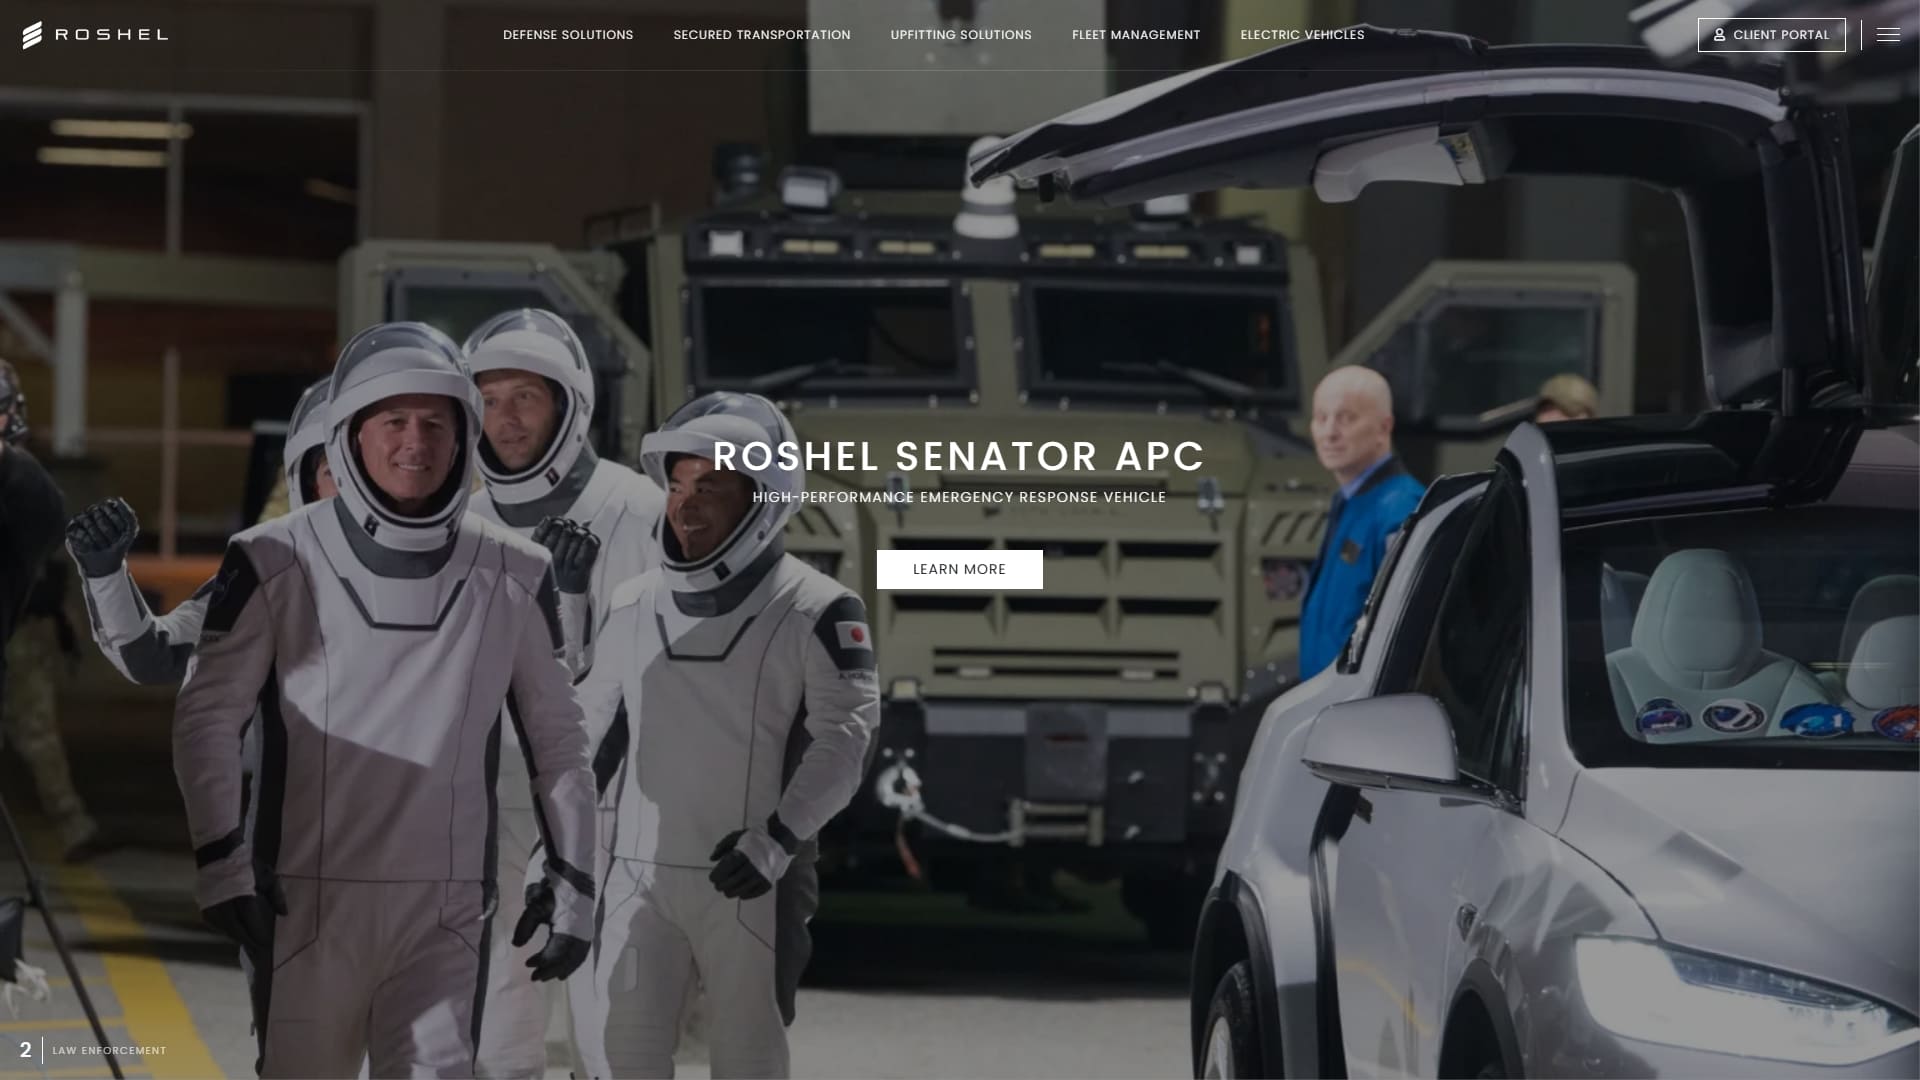 ROSHEL
DEFENSE SOLUTIONS
SECURED TRANSPORTATION
UPFITTING SOLUTIONS
FLEET MANAGEMENT
ELECTRIC VEHICLES
CLIENT PORTAL
ROSHEL SENATOR APC
HIGH-PERFORMANCE EMERGENCY RESPONSE VEHICLE
LEARN MORE
2
LAW ENFORCEMENT